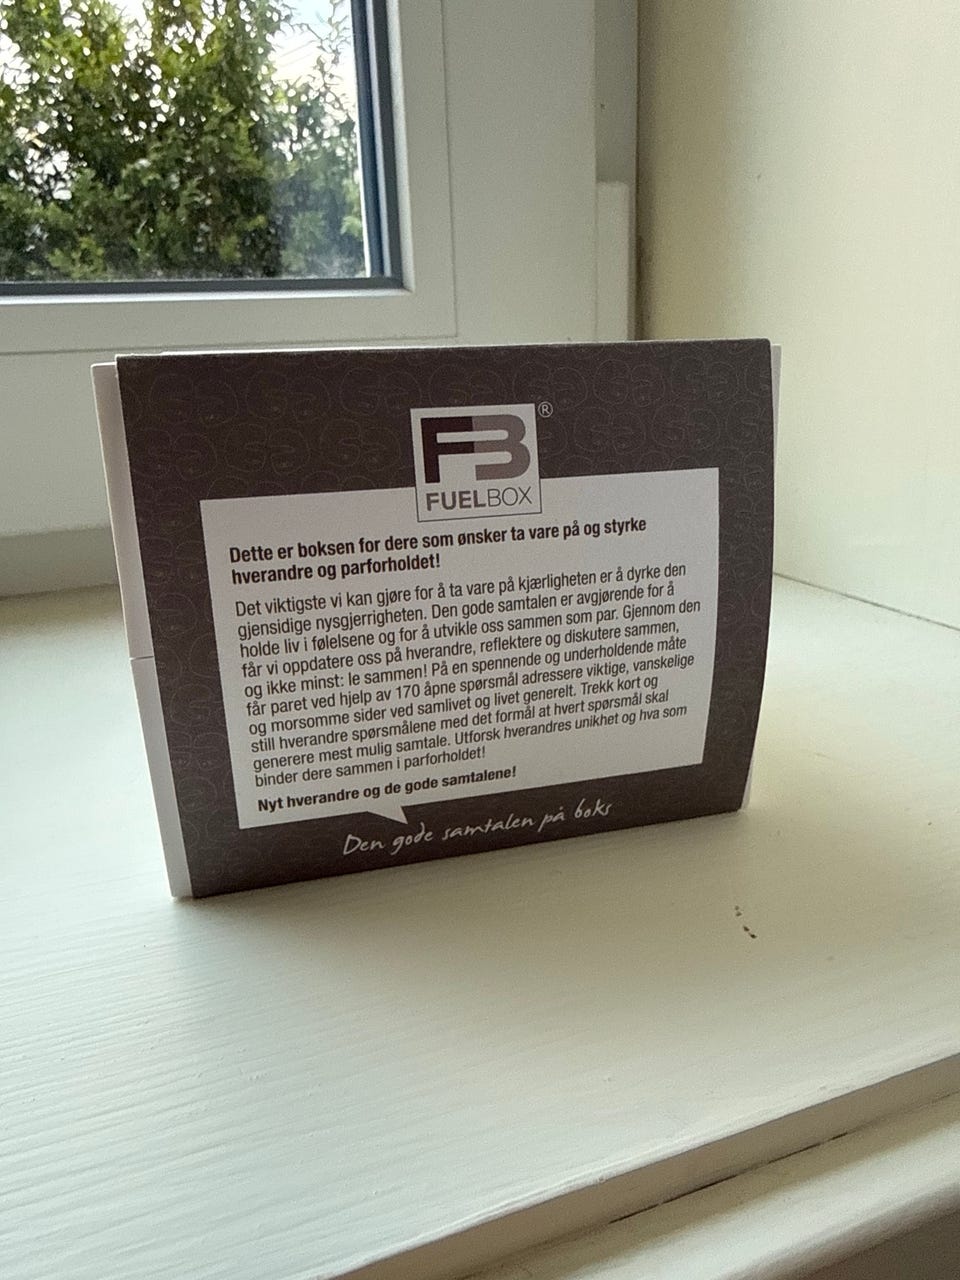 FB®
FUELBOX
Dette er boksen for dere som ønsker ta vare på og styrke
hverandre og parforholdet!
Det viktigste vi kan gjøre for å ta vare på kjærligheten er å dyrke den
gjensidige nysgjerrigheten. Den gode samtalen er avgjørende for å
holde liv i følelsene og for å utvikle oss sammen som par. Gjennom den
får vi oppdatere oss på hverandre, reflektere og diskutere sammen,
og ikke minst: le sammen! På en spennende og underholdende måte
får paret ved hjelp av 170 åpne spørsmål adressere viktige, vanskelige
og morsomme sider ved samlivet og livet generelt. Trekk kort og
still hverandre spørsmålene med det formål at hvert spørsmål skal
generere mest mulig samtale. Utforsk hverandres unikhet og hva som
binder dere sammen i parforholdet!
Nyt hverandre og de gode samtalene!
Den gode samtalen på boks